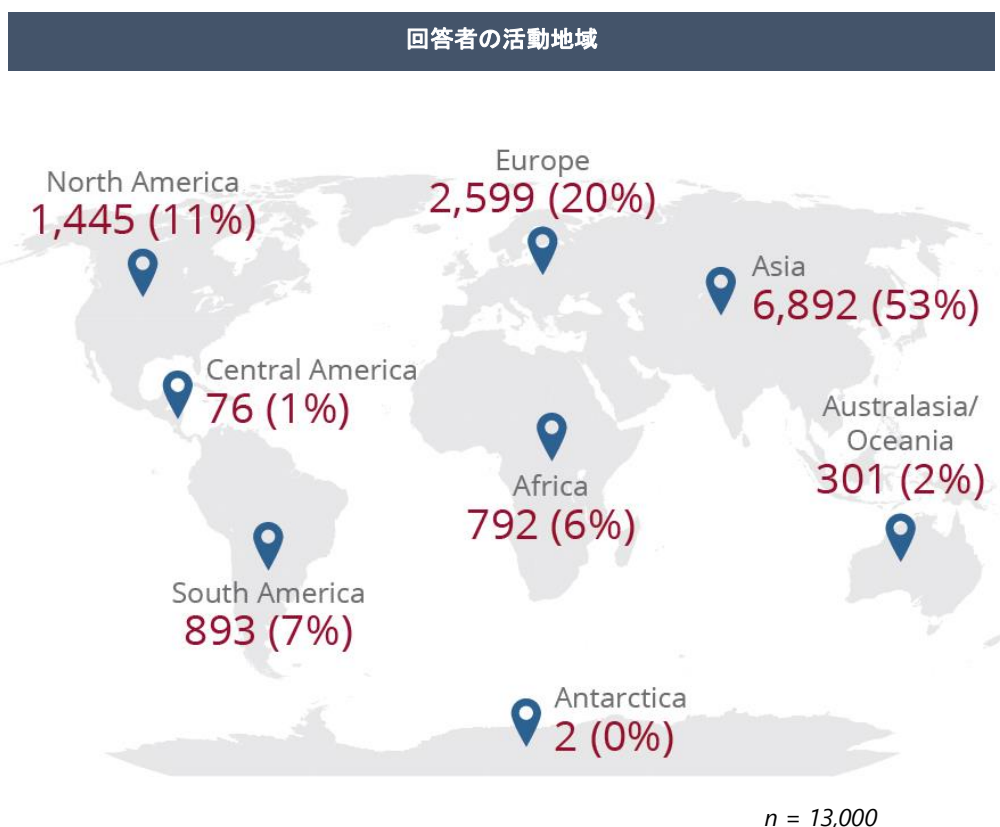 回答者の活動地域
Europe
2,599 (20%)
North America
1,445 (11%)
Asia
6,892 (53%)
Central America
76 (1%)
Australasia/
Oceania
301 (2%)
Africa
792 (6%)
South America
893 (7%)
Antarctica
2 (0%)
n = 13,000